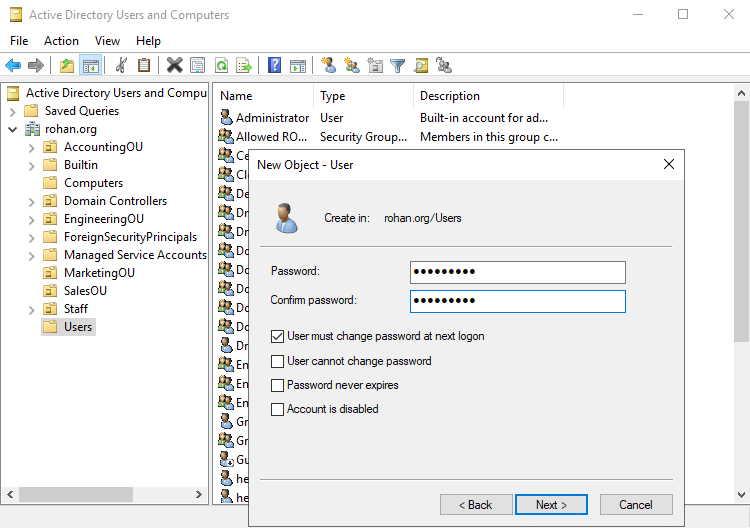 Active Directory Users and Computers
File Action View Help
Active Directory Users and Compu
Saved Queries
rohan.org
AccountingOU
Builtin
Computers
Domain Controllers
EngineeringOU
ForeignSecurityPrincipals
Managed Service Accounts
MarketingOU
SalesOU
Staff
Users
Name Type Description
Administrator User Built-in account for ad...
Allowed RO... Security Group... Members in this group c...
Ce
Clo
De
Do
Do
Do
Do
Do
En
En
En
Gr
Gr
Gu
he
he
New Object - User
Create in: rohan.org/Users
Password: •••••••••
Confirm password: •••••••••
User must change password at next logon
User cannot change password
Password never expires
Account is disabled
< Back Next > Cancel